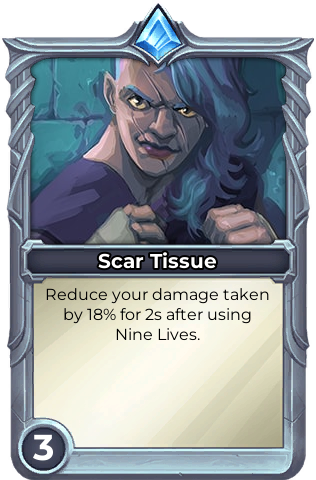 Scar Tissue
Reduce your damage taken
by 18% for 2s after using
Nine Lives.
3